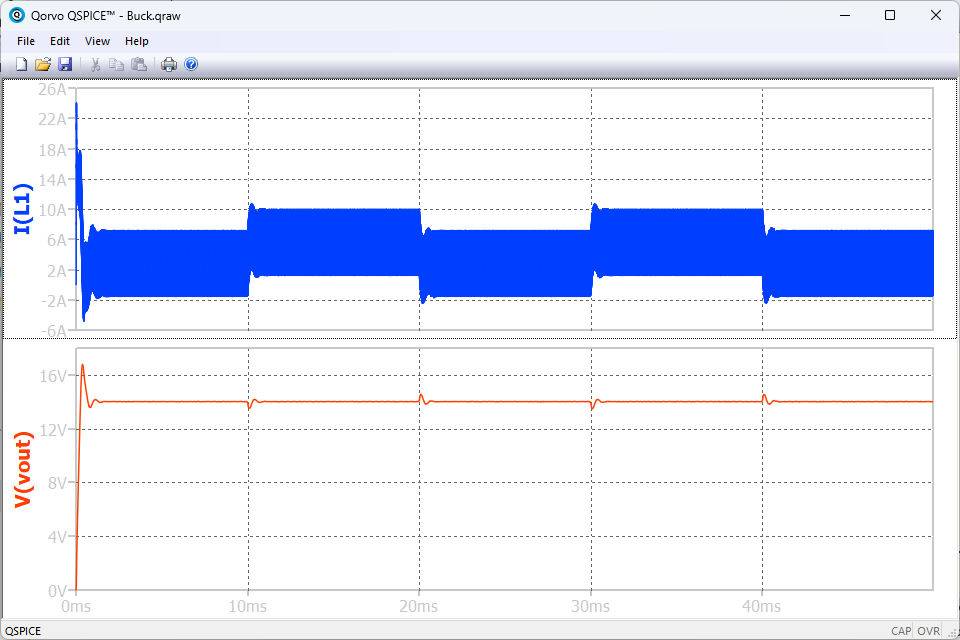 Qorvo QSPICE™ - Buck.qraw
File Edit View Help
26A
22A
18A
14A
10A
6A
2A
-2A
-6A
I(L1)
16V
12V
8V
4V
0V
V(vout)
0ms 10ms 20ms 30ms 40ms
QSPICE CAP OVR